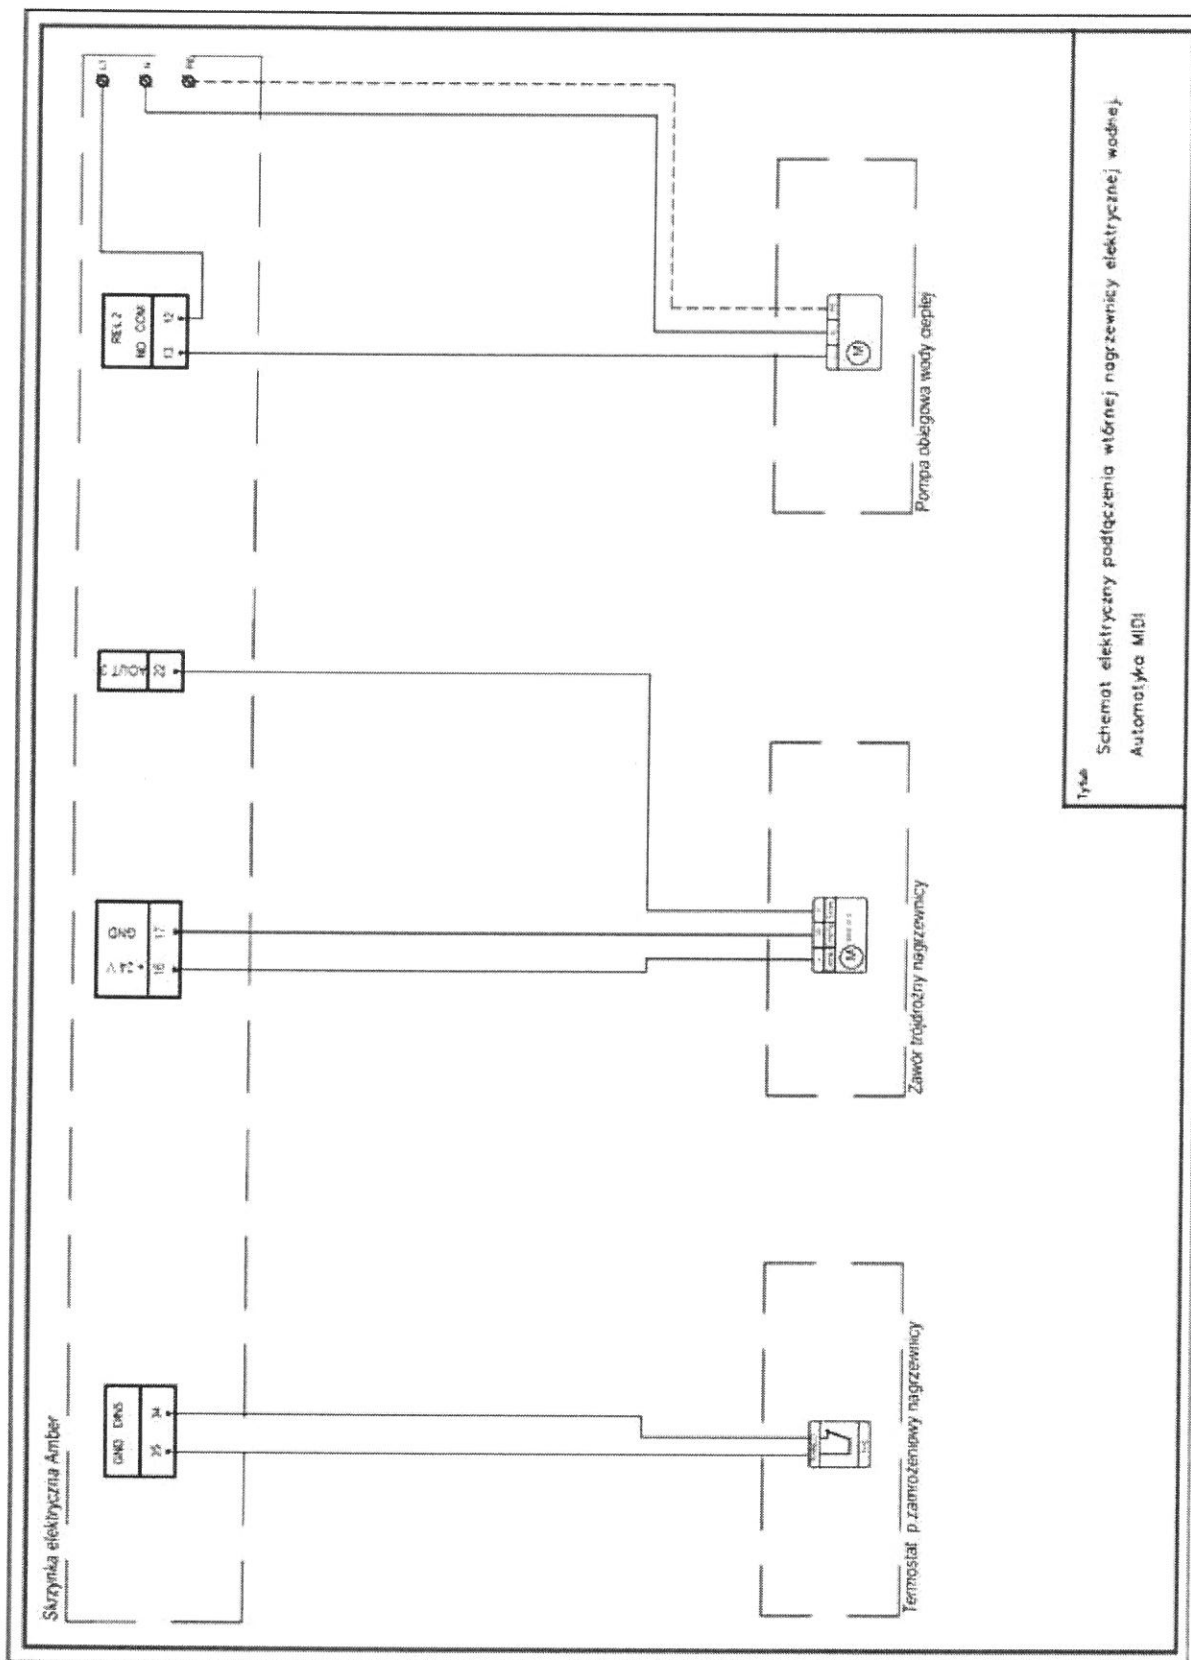 Skrzynka elektryczna Amber
GND DIN5
35 34
+ 24 V GND
16 17
AOUT 3
22
REL 2
NO COM
13 12
L1
N
PE
M
M
Termostat p zamrożeniowy nagrzewnicy
Zawór trójdrożny nagrzewnicy
Pompa obiegowa wody ciepłej
Tytuł:
Schemat elektryczny podłączenia wtórnej nagrzewnicy elektrycznej wodnej.
Automatyka MIDI